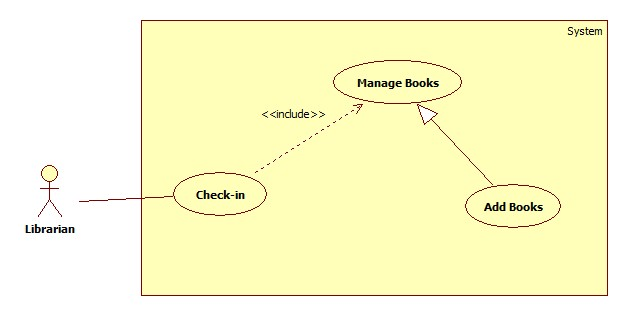 System
Manage Books
<<include>>
Check-in
Add Books
Librarian